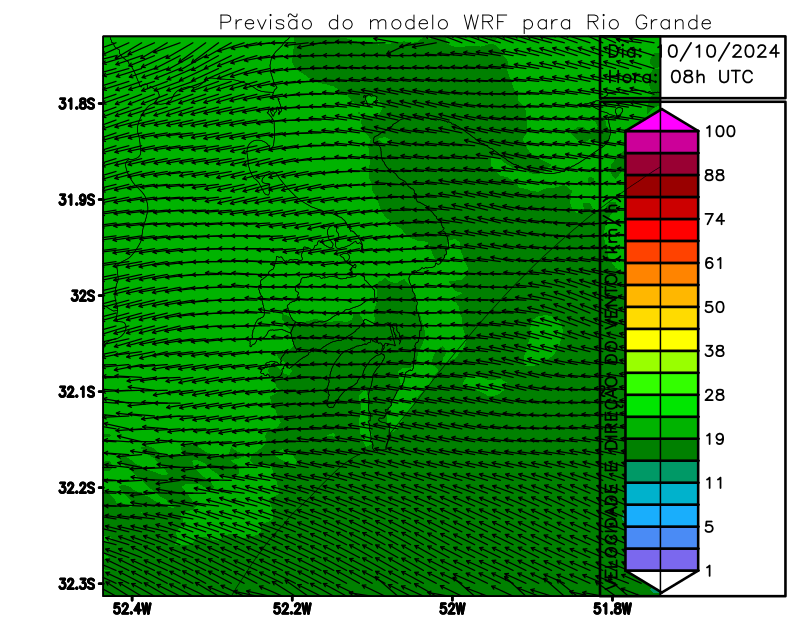 Previsão do modelo WRF para Rio Grande
Dia: 10/10/2024
Hora: 08h UTC
31.8S
31.9S
32S
32.1S
32.2S
32.3S
52.4W
52.2W
52W
51.8W
VELOCIDADE E DIREÇÃO DO VENTO (km/h)
100
88
74
61
50
38
28
19
11
5
1